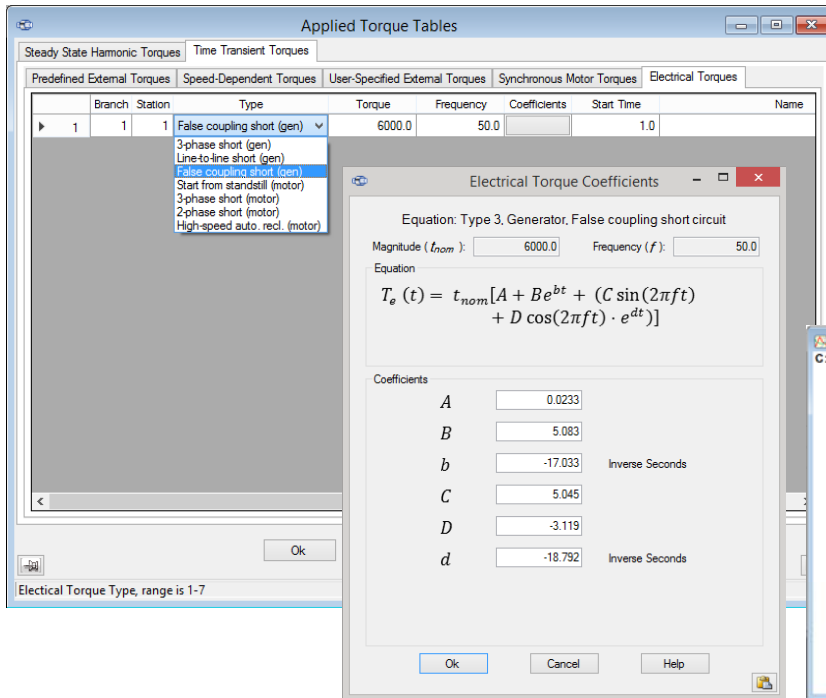 Applied Torque Tables
Steady State Harmonic Torques Time Transient Torques
Predefined External Torques Speed-Dependent Torques User-Specified External Torques Synchronous Motor Torques Electrical Torques
Branch Station Type Torque Frequency Coefficients Start Time Name
1 1 1 False coupling short (gen) 6000.0 50.0 1.0
3-phase short (gen)
Line-to-line short (gen)
False coupling short (gen)
Start from standstill (motor)
3-phase short (motor)
2-phase short (motor)
High-speed auto. recl. (motor)
Ok
Electical Torque Type, range is 1-7
Electrical Torque Coefficients
Equation: Type 3, Generator, False coupling short circuit
Magnitude ( t_nom ): 6000.0 Frequency ( f ): 50.0
Equation
T_e (t) = t_nom[A + Be^bt + (C sin(2πft)
+ D cos(2πft) · e^dt)]
Coefficients
A 0.0233
B 5.083
b -17.033 Inverse Seconds
C 5.045
D -3.119
d -18.792 Inverse Seconds
Ok Cancel Help
C: